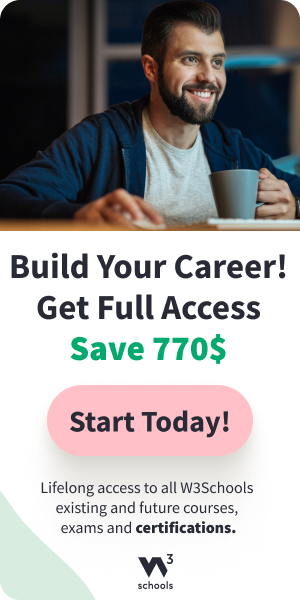 Build Your Career!
Get Full Access
Save 770$
Start Today!
Lifelong access to all W3Schools
existing and future courses,
exams and certifications.
W3
schools